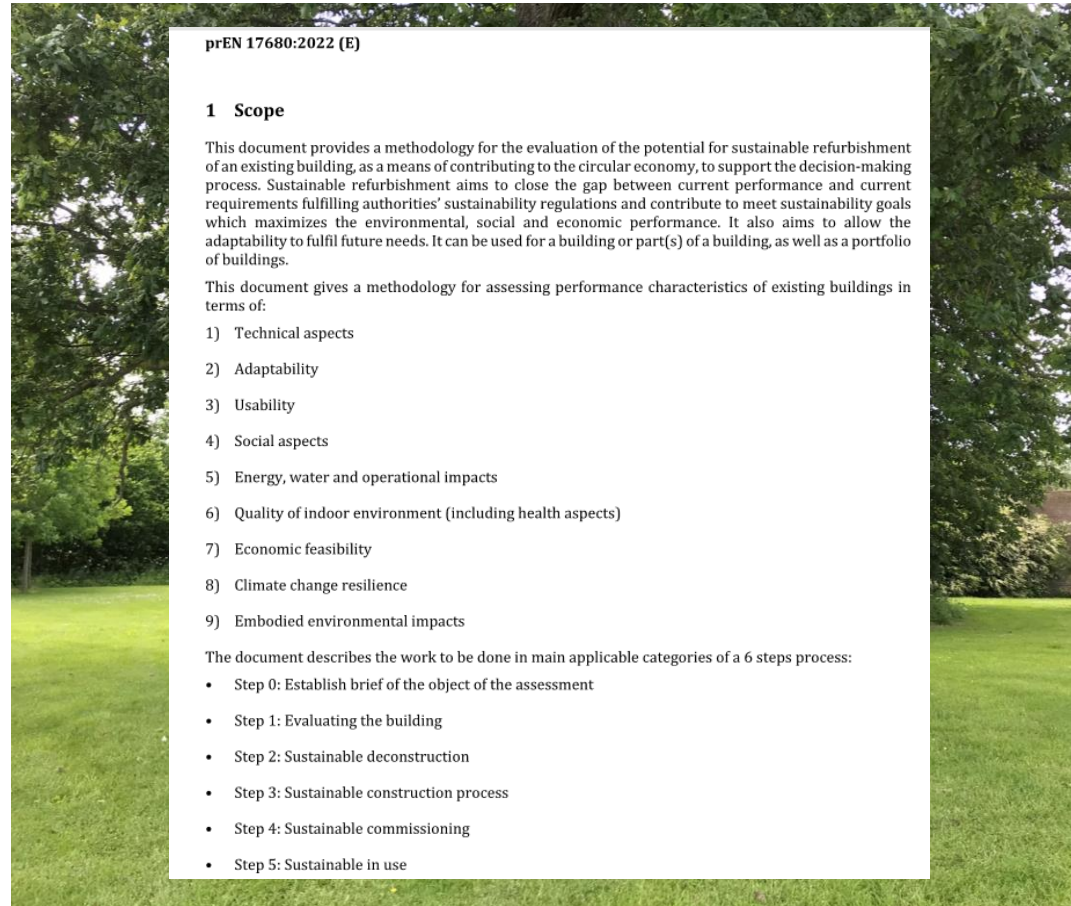 prEN 17680:2022 (E)
1 Scope
This document provides a methodology for the evaluation of the potential for sustainable refurbishment
of an existing building, as a means of contributing to the circular economy, to support the decision-making
process. Sustainable refurbishment aims to close the gap between current performance and current
requirements fulfilling authorities’ sustainability regulations and contribute to meet sustainability goals
which maximizes the environmental, social and economic performance. It also aims to allow the
adaptability to fulfil future needs. It can be used for a building or part(s) of a building, as well as a portfolio
of buildings.
This document gives a methodology for assessing performance characteristics of existing buildings in
terms of:
1) Technical aspects
2) Adaptability
3) Usability
4) Social aspects
5) Energy, water and operational impacts
6) Quality of indoor environment (including health aspects)
7) Economic feasibility
8) Climate change resilience
9) Embodied environmental impacts
The document describes the work to be done in main applicable categories of a 6 steps process:
• Step 0: Establish brief of the object of the assessment
• Step 1: Evaluating the building
• Step 2: Sustainable deconstruction
• Step 3: Sustainable construction process
• Step 4: Sustainable commissioning
• Step 5: Sustainable in use